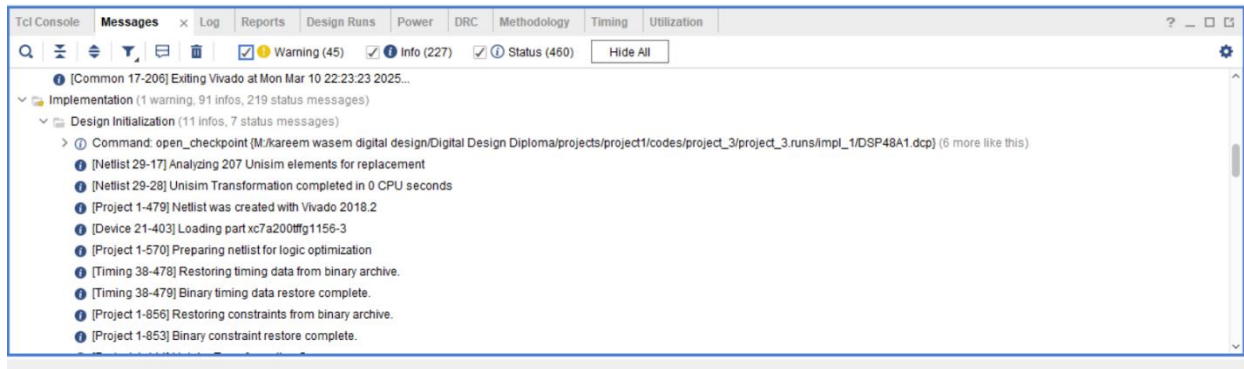 Tcl Console Messages × Log Reports Design Runs Power DRC Methodology Timing Utilization ?
Warning (45) Info (227) Status (460) Hide All
[Common 17-206] Exiting Vivado at Mon Mar 10 22:23:23 2025...
Implementation (1 warning, 91 infos, 219 status messages)
Design Initialization (11 infos, 7 status messages)
Command: open_checkpoint {M:/kareem wasem digital design/Digital Design Diploma/projects/project1/codes/project_3/project_3.runs/impl_1/DSP48A1.dcp} (6 more like this)
[Netlist 29-17] Analyzing 207 Unisim elements for replacement
[Netlist 29-28] Unisim Transformation completed in 0 CPU seconds
[Project 1-479] Netlist was created with Vivado 2018.2
[Device 21-403] Loading part xc7a200tffg1156-3
[Project 1-570] Preparing netlist for logic optimization
[Timing 38-478] Restoring timing data from binary archive.
[Timing 38-479] Binary timing data restore complete.
[Project 1-856] Restoring constraints from binary archive.
[Project 1-853] Binary constraint restore complete.